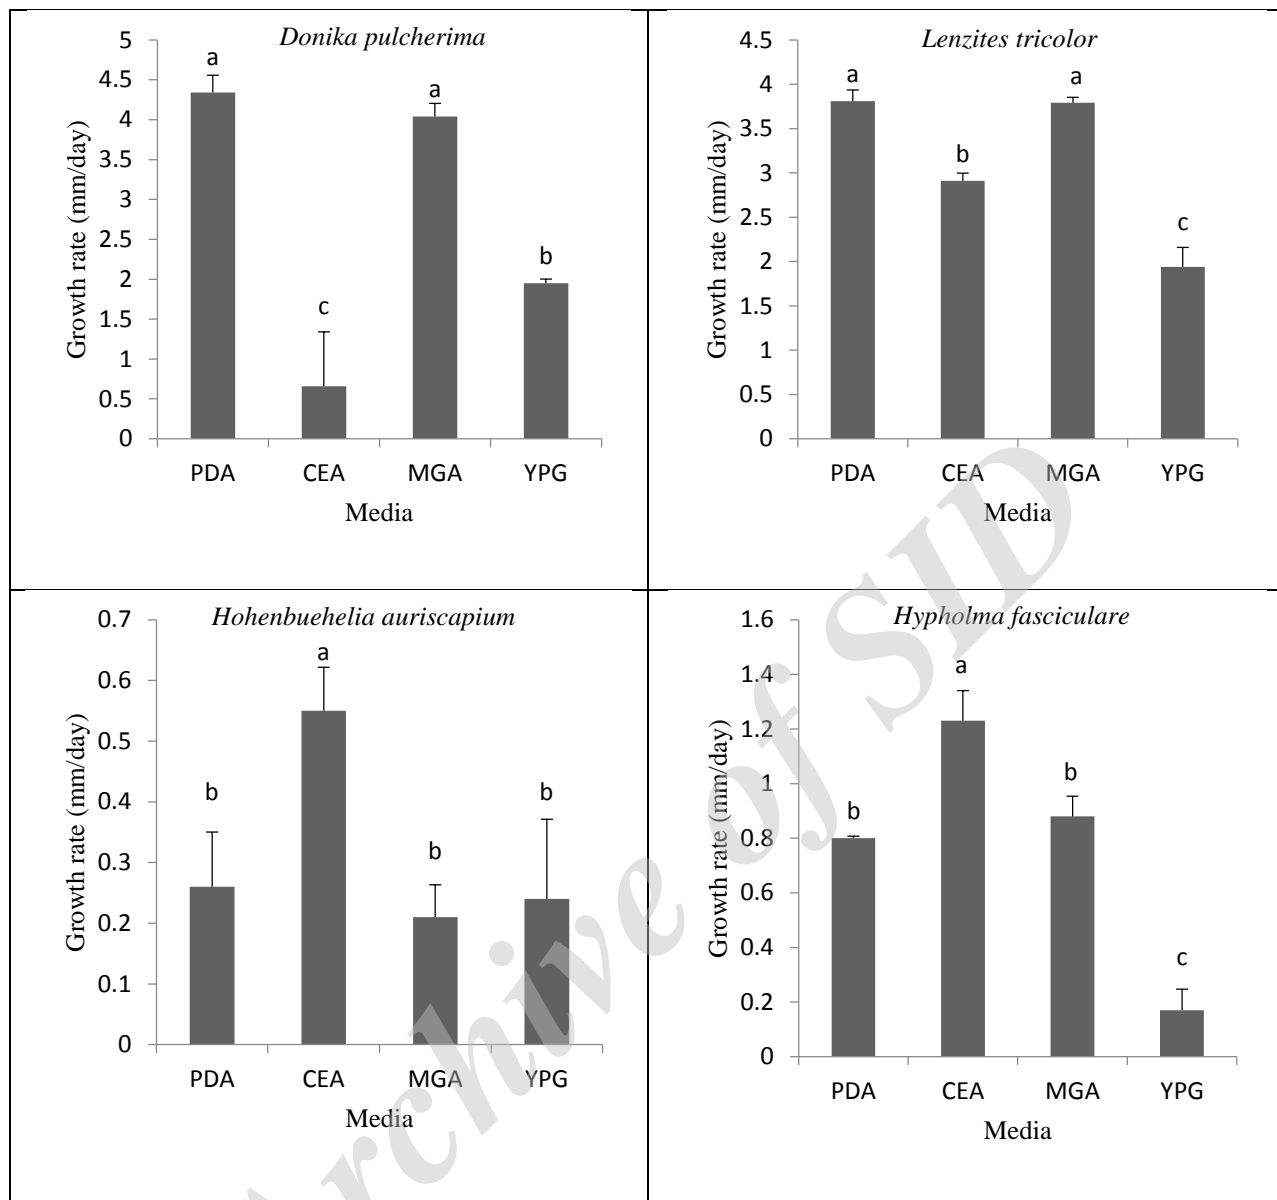 Donika pulcherima
5
4.5
4
3.5
3
2.5
2
1.5
1
0.5
0
Growth rate (mm/day)
a
c
a
b
PDA CEA MGA YPG
Media
Lenzites tricolor
4.5
4
3.5
3
2.5
2
1.5
1
0.5
0
Growth rate (mm/day)
a
b
a
c
PDA CEA MGA YPG
Media
Hohenbuehelia auriscapium
0.7
0.6
0.5
0.4
0.3
0.2
0.1
0
Growth rate (mm/day)
b
a
b
b
PDA CEA MGA YPG
Media
Hypholma fasciculare
1.6
1.4
1.2
1
0.8
0.6
0.4
0.2
0
Growth rate (mm/day)
b
a
b
c
PDA CEA MGA YPG
Media
Archive of SID